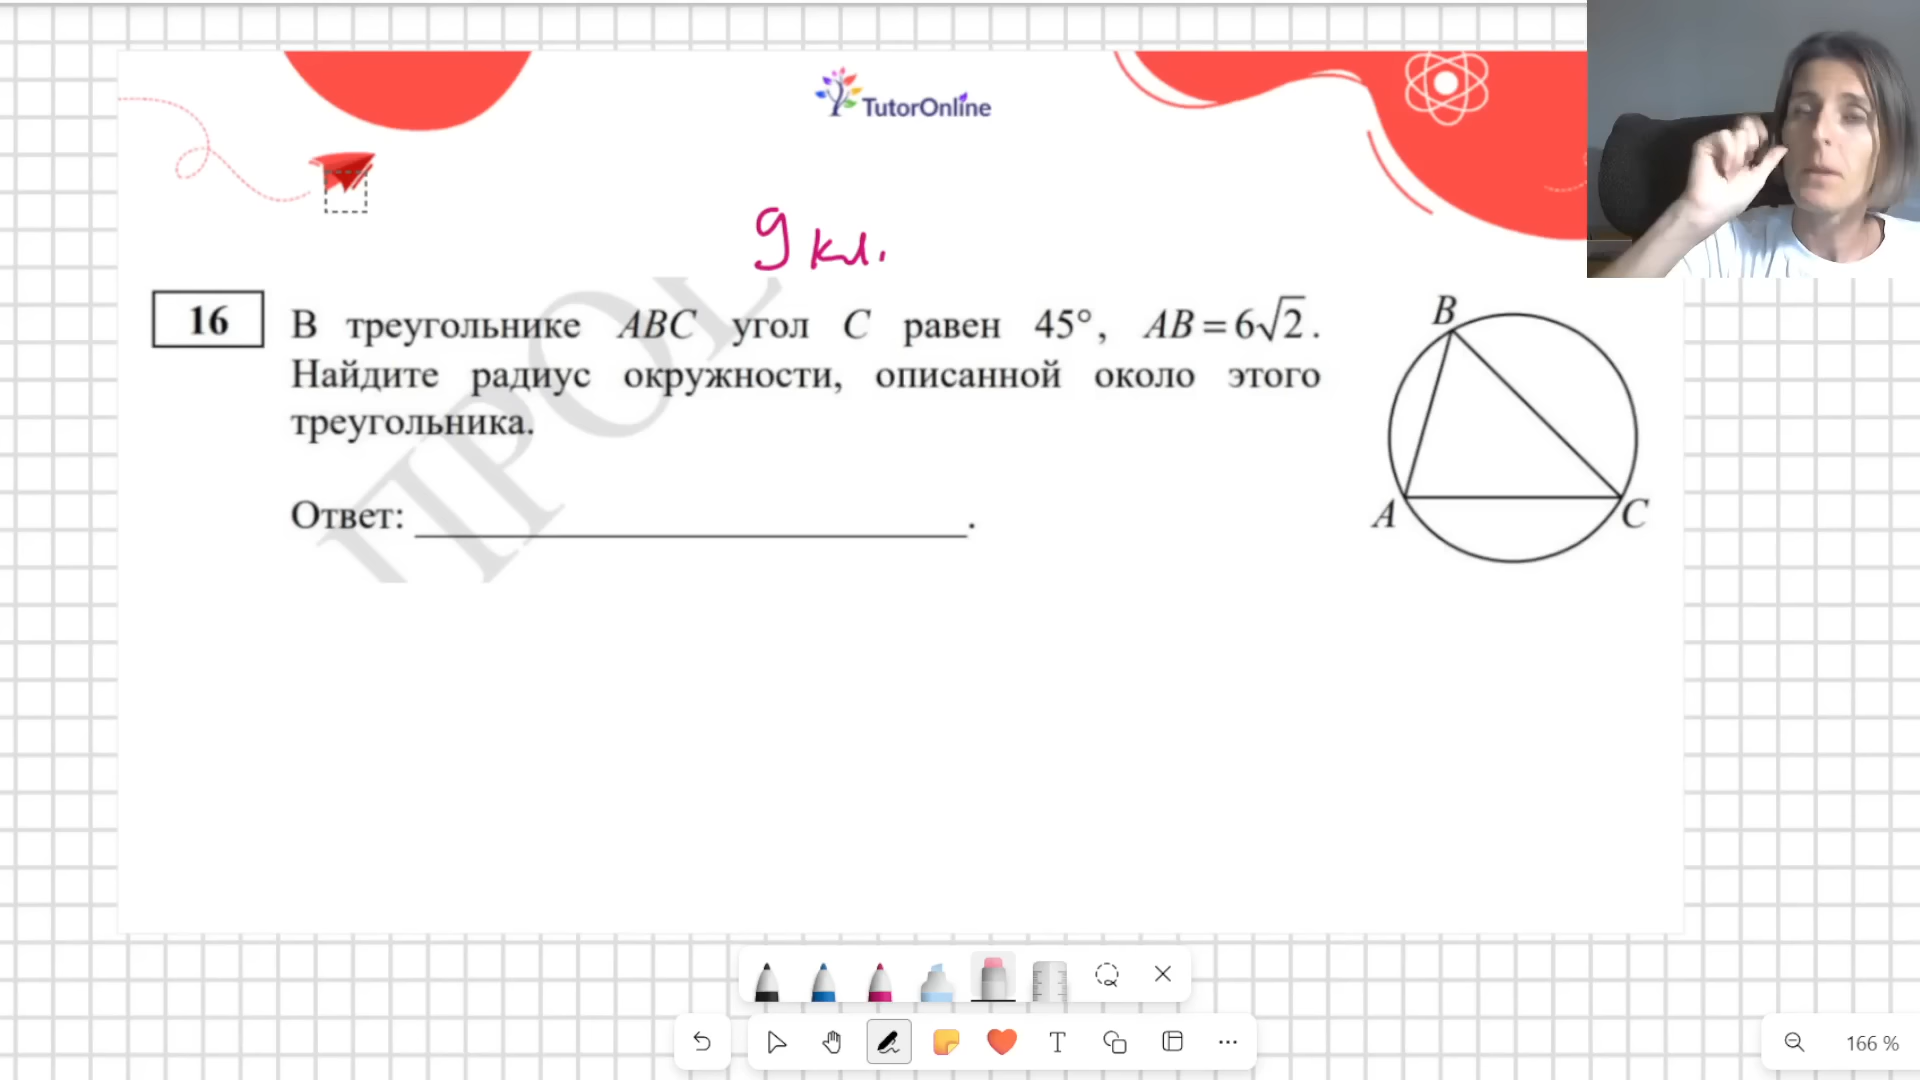 TutorOnline
9 кл.
16
В треугольнике ABC угол C равен 45°, AB = 6√2.
Найдите радиус окружности, описанной около этого
треугольника.
Ответ: ______________________________.
B
A
C
166 %